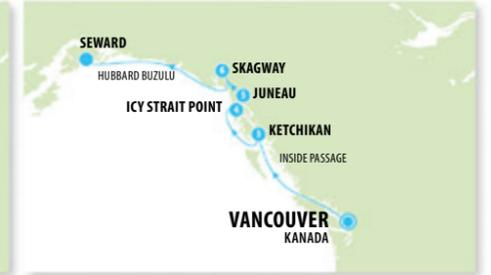 SEWARD
HUBBARD BUZULU
SKAGWAY
JUNEAU
ICY STRAIT POINT
KETCHIKAN
INSIDE PASSAGE
VANCOUVER
KANADA